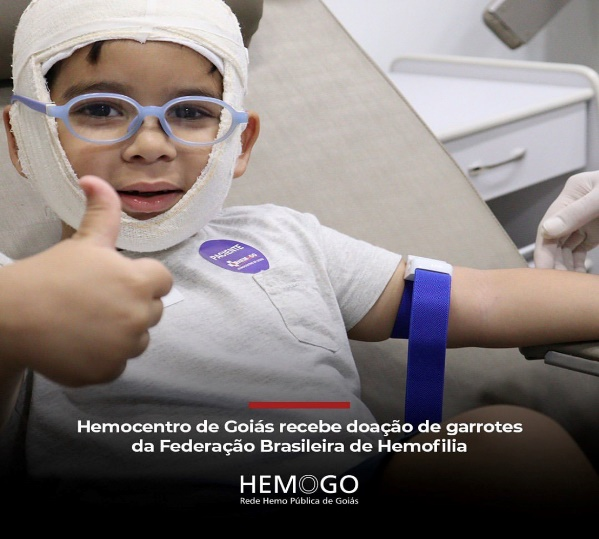 PACIENTE
Hemocentro de Goiás recebe doação de garrotes
da Federação Brasileira de Hemofilia
HEMOGO
Rede Hemo Pública de Goiás